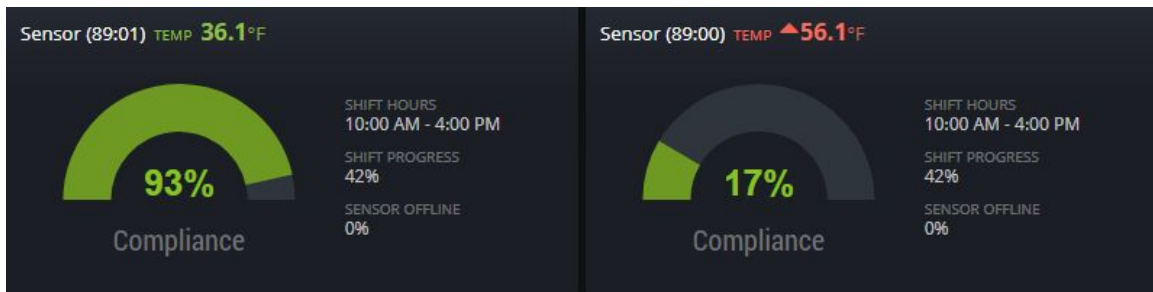 Sensor (89:01) TEMP 36.1°F
93%
Compliance
SHIFT HOURS
10:00 AM - 4:00 PM
SHIFT PROGRESS
42%
SENSOR OFFLINE
0%
Sensor (89:00) TEMP 56.1°F
17%
Compliance
SHIFT HOURS
10:00 AM - 4:00 PM
SHIFT PROGRESS
42%
SENSOR OFFLINE
0%